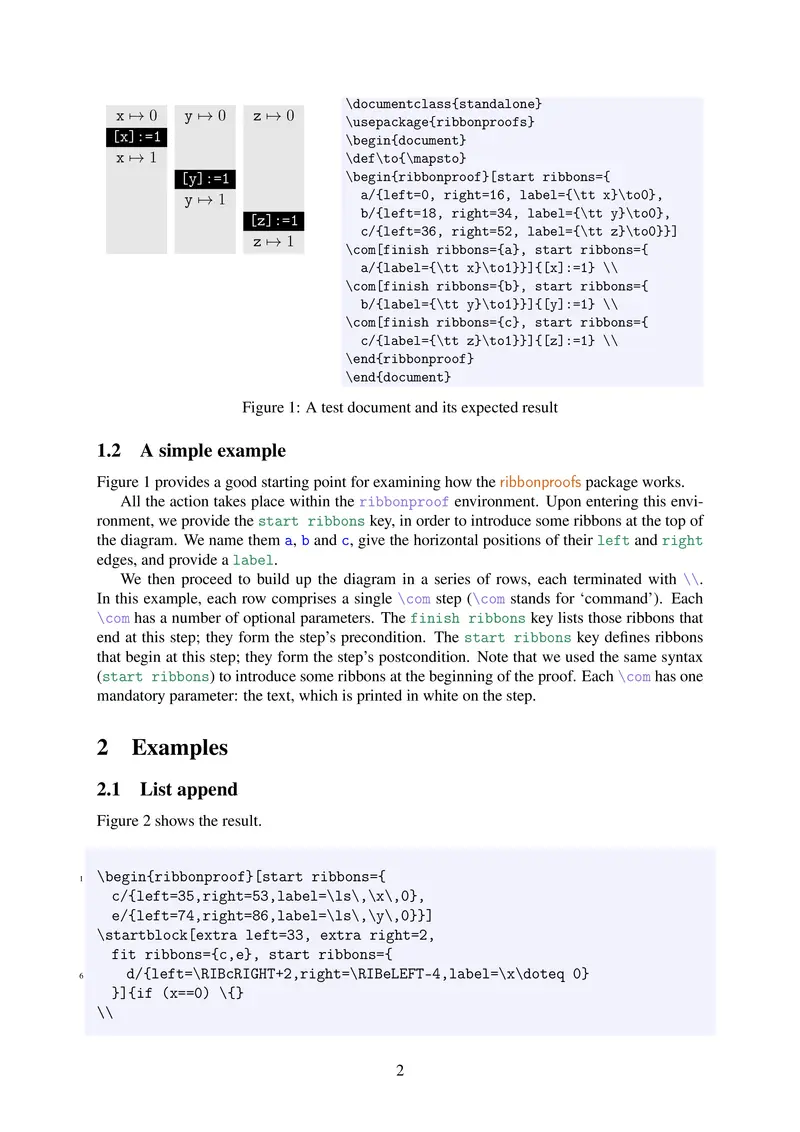 x ↦ 0 y ↦ 0 z ↦ 0
[x]:=1
x ↦ 1
[y]:=1
y ↦ 1
[z]:=1
z ↦ 1
\documentclass{standalone}
\usepackage{ribbonproofs}
\begin{document}
\def\to{\mapsto}
\begin{ribbonproof}[start ribbons={
a/{left=0, right=16, label={\tt x}\to0},
b/{left=18, right=34, label={\tt y}\to0},
c/{left=36, right=52, label={\tt z}\to0}}]
\com[finish ribbons={a}, start ribbons={
a/{label={\tt x}\to1}}]{[x]:=1} \\
\com[finish ribbons={b}, start ribbons={
b/{label={\tt y}\to1}}]{[y]:=1} \\
\com[finish ribbons={c}, start ribbons={
c/{label={\tt z}\to1}}]{[z]:=1} \\
\end{ribbonproof}
\end{document}
Figure 1: A test document and its expected result
1.2 A simple example
Figure 1 provides a good starting point for examining how the ribbonproofs package works.
All the action takes place within the ribbonproof environment. Upon entering this envi-
ronment, we provide the start ribbons key, in order to introduce some ribbons at the top of
the diagram. We name them a, b and c, give the horizontal positions of their left and right
edges, and provide a label.
We then proceed to build up the diagram in a series of rows, each terminated with \\.
In this example, each row comprises a single \com step (\com stands for ‘command’). Each
\com has a number of optional parameters. The finish ribbons key lists those ribbons that
end at this step; they form the step’s precondition. The start ribbons key defines ribbons
that begin at this step; they form the step’s postcondition. Note that we used the same syntax
(start ribbons) to introduce some ribbons at the beginning of the proof. Each \com has one
mandatory parameter: the text, which is printed in white on the step.
2 Examples
2.1 List append
Figure 2 shows the result.
1 \begin{ribbonproof}[start ribbons={
c/{left=35,right=53,label=\ls\,\x\,0},
e/{left=74,right=86,label=\ls\,\y\,0}}]
\startblock[extra left=33, extra right=2,
fit ribbons={c,e}, start ribbons={
6 d/{left=\RIBcRIGHT+2,right=\RIBeLEFT-4,label=\x\doteq 0}
}]{if (x==0) \{}
\\
2